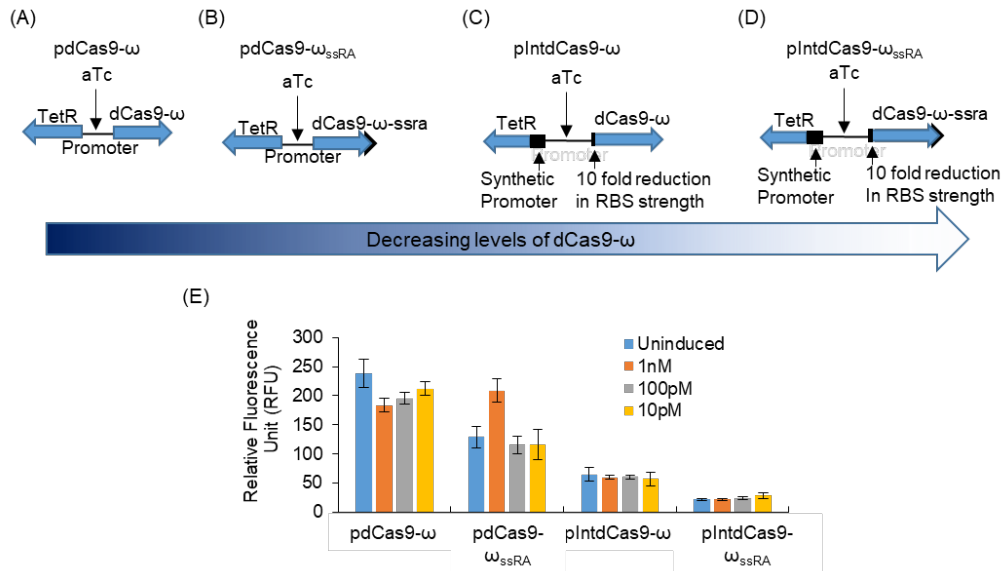 (A)
pdCas9-ω
aTc
TetR
dCas9-ω
Promoter
(B)
pdCas9-ωssRA
aTc
TetR
dCas9-ω-ssra
Promoter
(C)
pIntdCas9-ω
aTc
TetR
dCas9-ω
Promoter
Synthetic
Promoter
10 fold reduction
in RBS strength
(D)
pIntdCas9-ωssRA
aTc
TetR
dCas9-ω-ssra
Promoter
Synthetic
Promoter
10 fold reduction
In RBS strength
Decreasing levels of dCas9-ω
(E)
Relative Fluorescence
Unit (RFU)
300
250
200
150
100
50
0
Uninduced
1nM
100pM
10pM
pdCas9-ω
pdCas9-
ωssRA
pIntdCas9-ω
pIntdCas9-
ωssRA